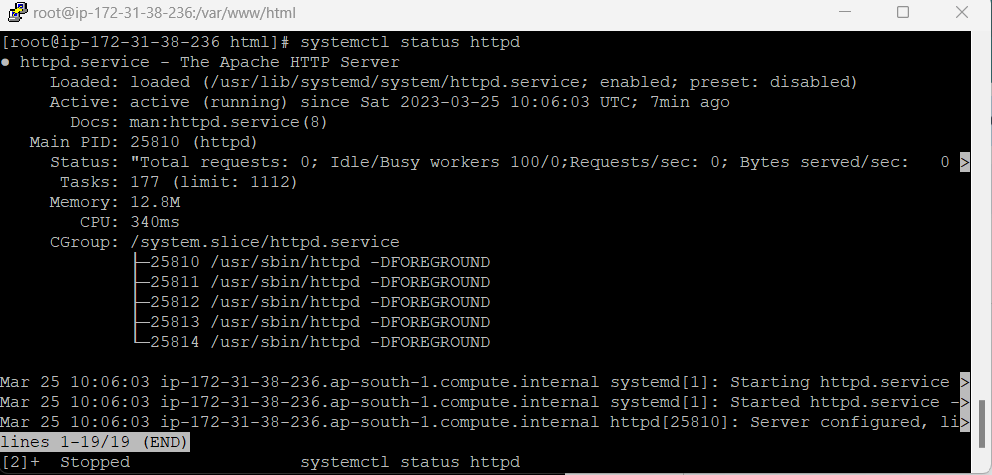 root@ip-172-31-38-236:/var/www/html
[root@ip-172-31-38-236 html]# systemctl status httpd
● httpd.service - The Apache HTTP Server
     Loaded: loaded (/usr/lib/systemd/system/httpd.service; enabled; preset: disabled)
     Active: active (running) since Sat 2023-03-25 10:06:03 UTC; 7min ago
       Docs: man:httpd.service(8)
   Main PID: 25810 (httpd)
     Status: "Total requests: 0; Idle/Busy workers 100/0;Requests/sec: 0; Bytes served/sec:   0 >
      Tasks: 177 (limit: 1112)
     Memory: 12.8M
        CPU: 340ms
     CGroup: /system.slice/httpd.service
             ├─25810 /usr/sbin/httpd -DFOREGROUND
             ├─25811 /usr/sbin/httpd -DFOREGROUND
             ├─25812 /usr/sbin/httpd -DFOREGROUND
             ├─25813 /usr/sbin/httpd -DFOREGROUND
             └─25814 /usr/sbin/httpd -DFOREGROUND
Mar 25 10:06:03 ip-172-31-38-236.ap-south-1.compute.internal systemd[1]: Starting httpd.service >
Mar 25 10:06:03 ip-172-31-38-236.ap-south-1.compute.internal systemd[1]: Started httpd.service ->
Mar 25 10:06:03 ip-172-31-38-236.ap-south-1.compute.internal httpd[25810]: Server configured, li>
lines 1-19/19 (END)
[2]+  Stopped                 systemctl status httpd